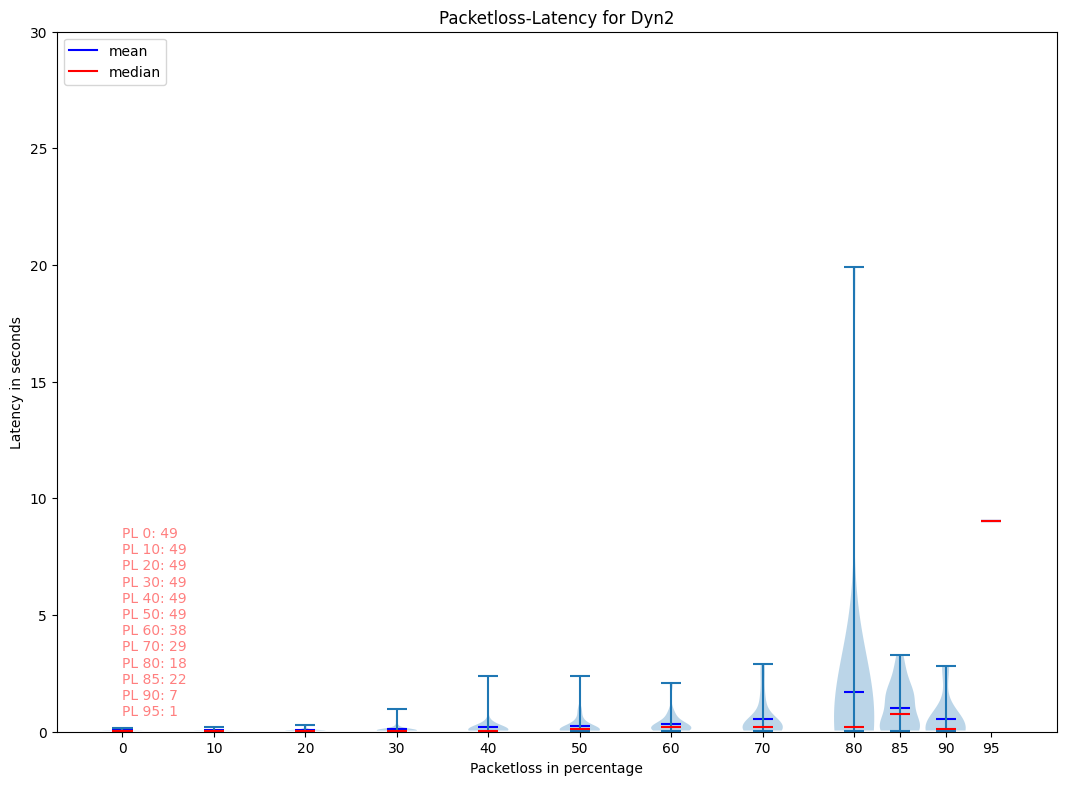 Packetloss-Latency for Dyn2
mean
median
30
25
20
15
10
5
0
Latency in seconds
PL 0: 49
PL 10: 49
PL 20: 49
PL 30: 49
PL 40: 49
PL 50: 49
PL 60: 38
PL 70: 29
PL 80: 18
PL 85: 22
PL 90: 7
PL 95: 1
0 10 20 30 40 50 60 70 80 85 90 95
Packetloss in percentage